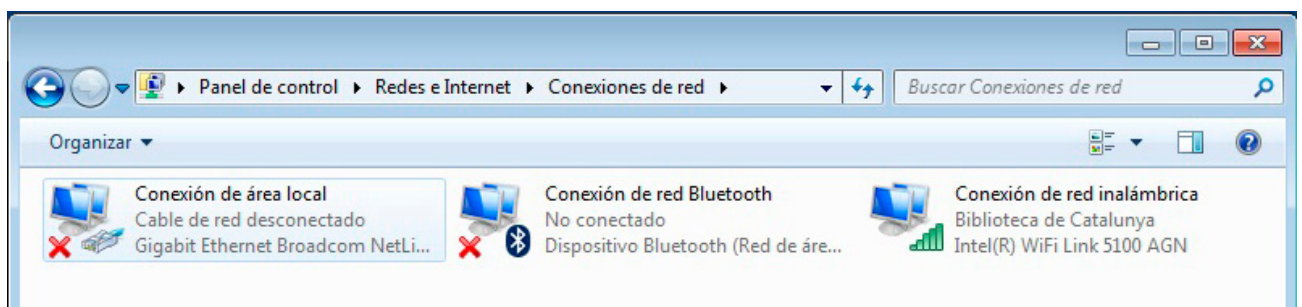 Panel de control Redes e Internet Conexiones de red
Buscar Conexiones de red
Organizar
Conexión de área local
Cable de red desconectado
Gigabit Ethernet Broadcom NetLi...
Conexión de red Bluetooth
No conectado
Dispositivo Bluetooth (Red de áre...
Conexión de red inalámbrica
Biblioteca de Catalunya
Intel(R) WiFi Link 5100 AGN